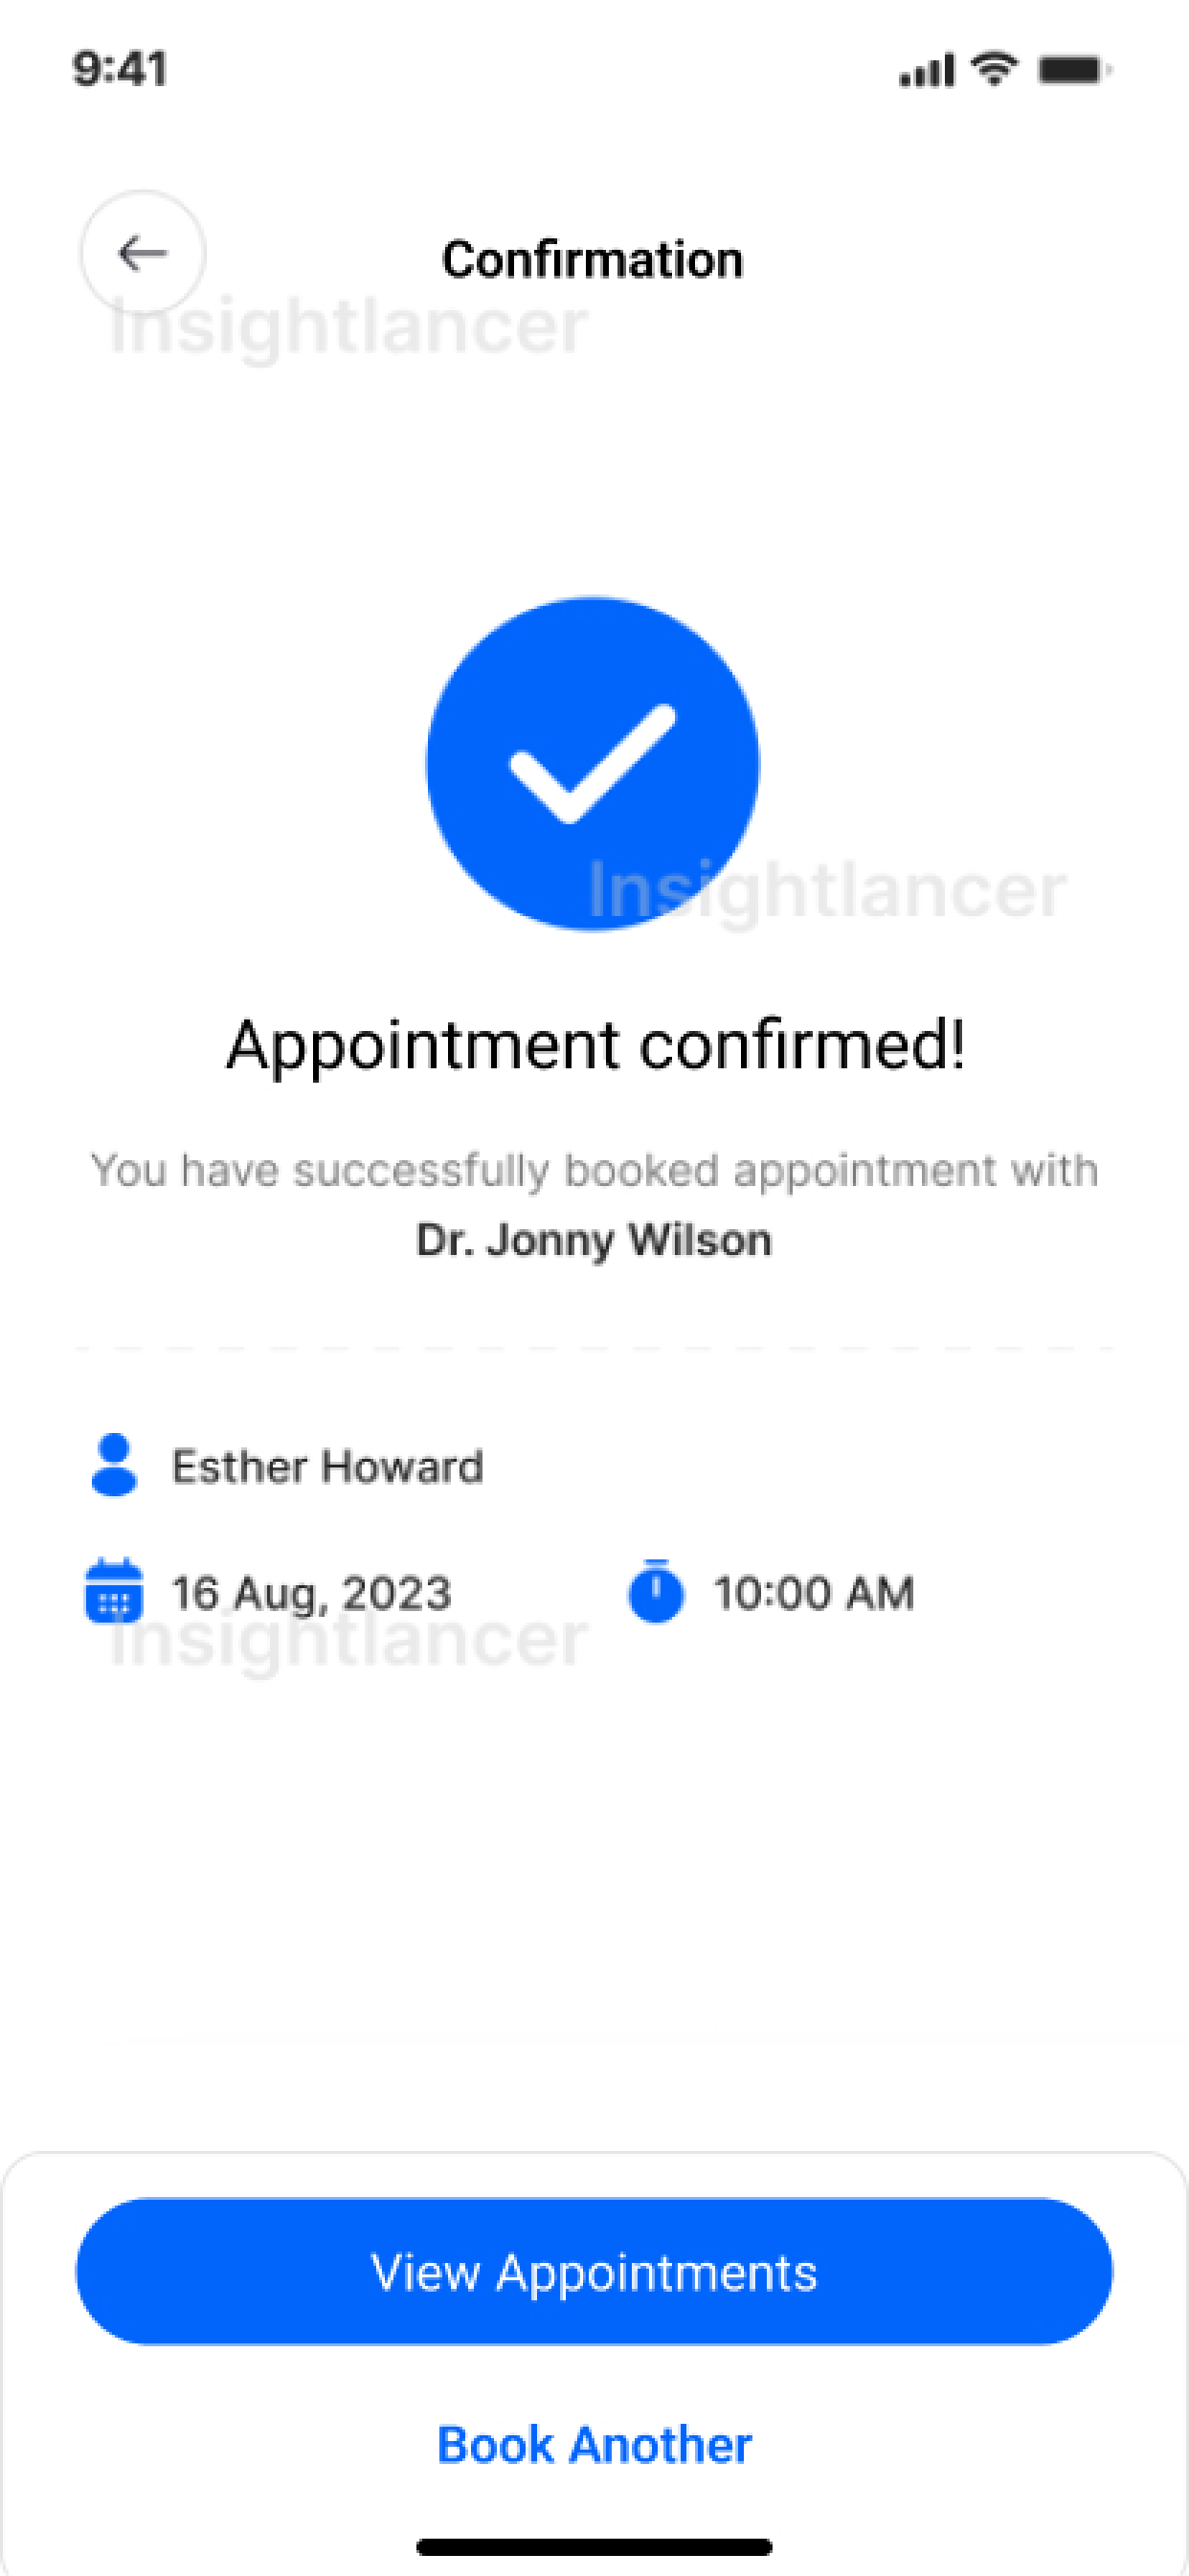 9:41
Confirmation
Insightlancer
Insightlancer
Appointment confirmed!
You have successfully booked appointment with
Dr. Jonny Wilson
Esther Howard
16 Aug, 2023 10:00 AM
Insightlancer
View Appointments
Book Another